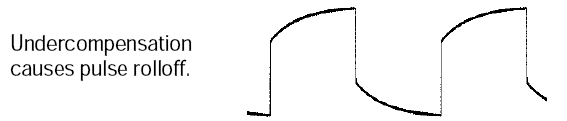 Undercompensation
causes pulse rolloff.